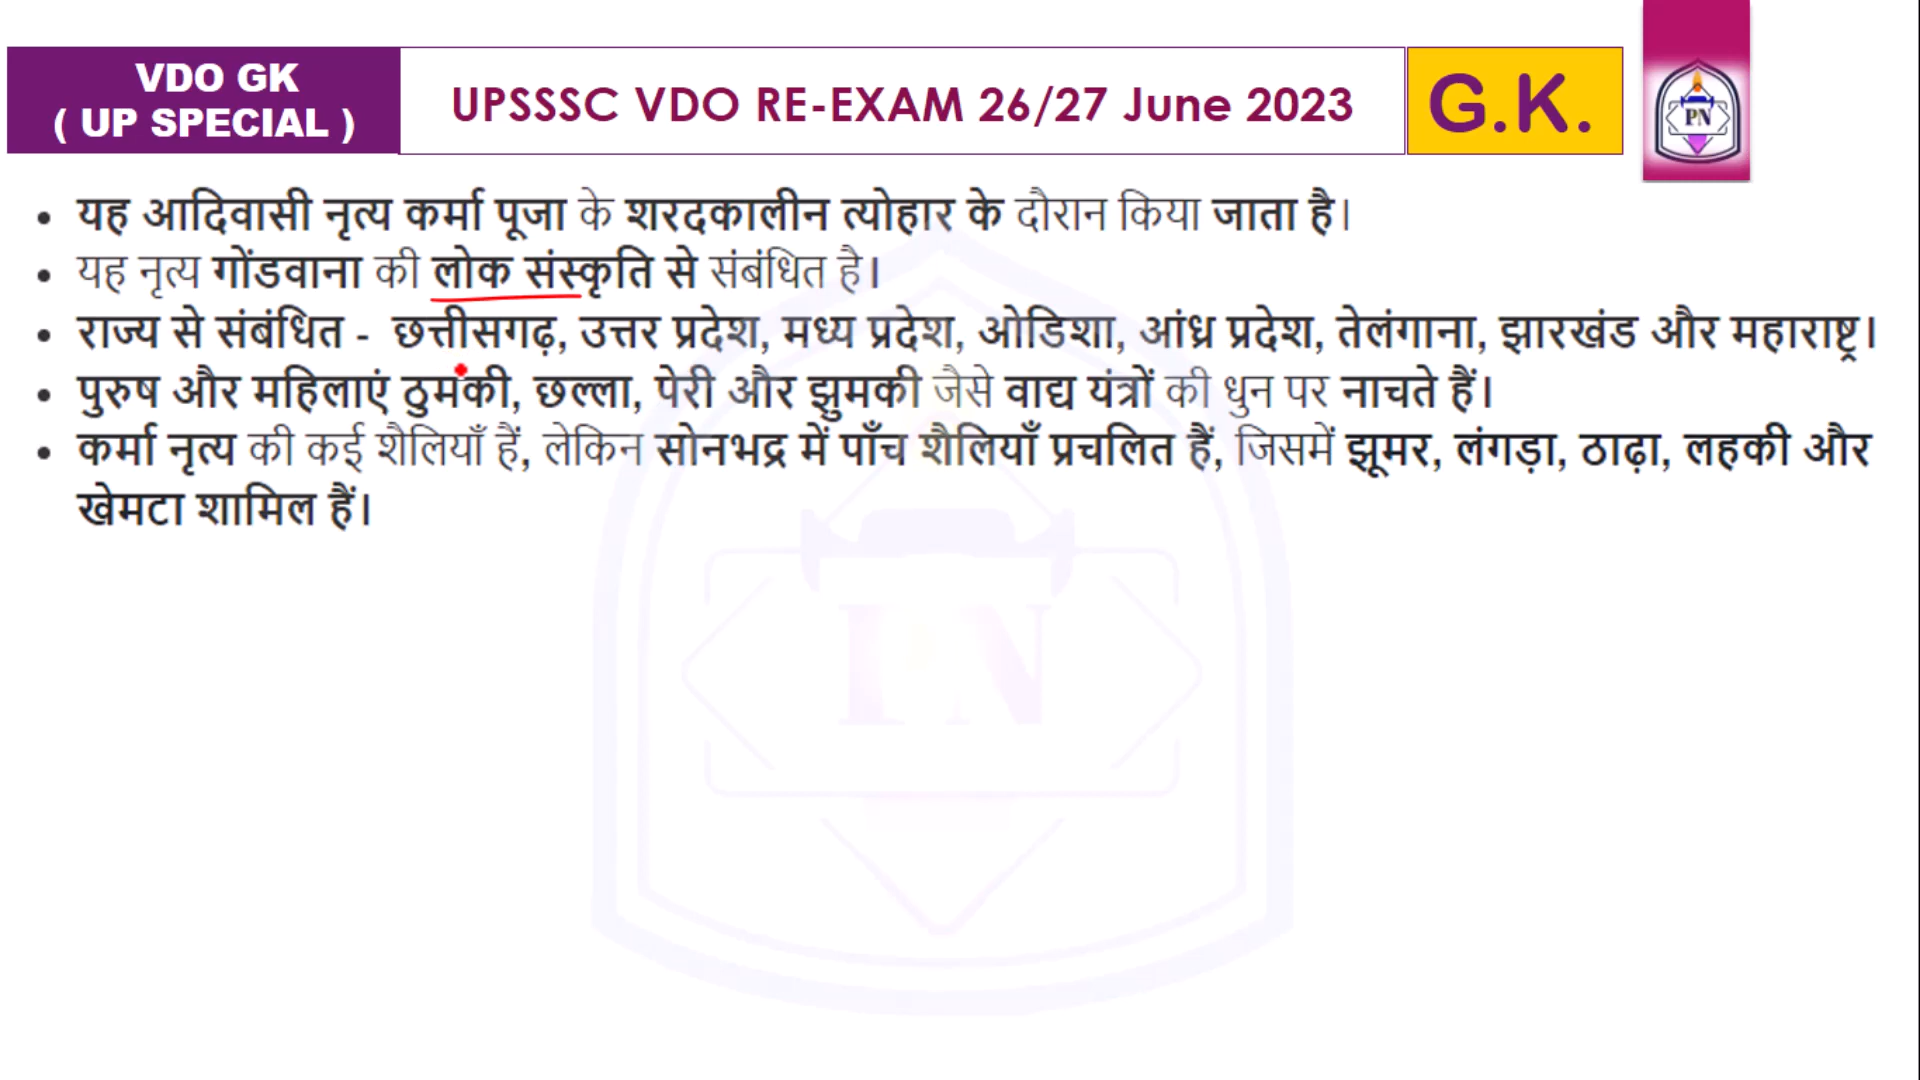 VDO GK
( UP SPECIAL )
UPSSSC VDO RE-EXAM 26/27 June 2023
G.K.
PN
• यह आदिवासी नृत्य कर्मा पूजा के शरदकालीन त्योहार के दौरान किया जाता है।
• यह नृत्य गोंडवाना की लोक संस्कृति से संबंधित है।
• राज्य से संबंधित - छत्तीसगढ़, उत्तर प्रदेश, मध्य प्रदेश, ओडिशा, आंध्र प्रदेश, तेलंगाना, झारखंड और महाराष्ट्र।
• पुरुष और महिलाएं ठुमकी, छल्ला, पेरी और झुमकी जैसे वाद्य यंत्रों की धुन पर नाचते हैं।
• कर्मा नृत्य की कई शैलियाँ हैं, लेकिन सोनभद्र में पाँच शैलियाँ प्रचलित हैं, जिसमें झूमर, लंगड़ा, ठाढ़ा, लहकी और
खेमटा शामिल हैं।
PN